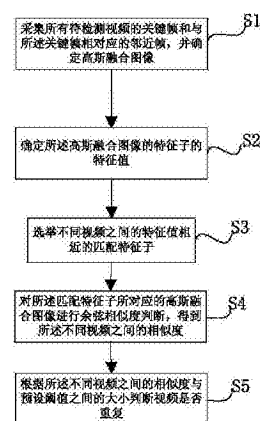 S1
采集所有待检测视频的关键帧和与
所述关键帧相对应的邻近帧，并确
定高斯融合图像
S2
确定所述高斯融合图像的特征子的
特征值
S3
选举不同视频之间的特征值相
近的匹配特征子
S4
对所述匹配特征子所对应的高斯融
合图像进行余弦相似度判断，得到
所述不同视频之间的相似度
S5
根据所述不同视频之间的相似度与
预设阈值之间的大小判断视频是否
重复